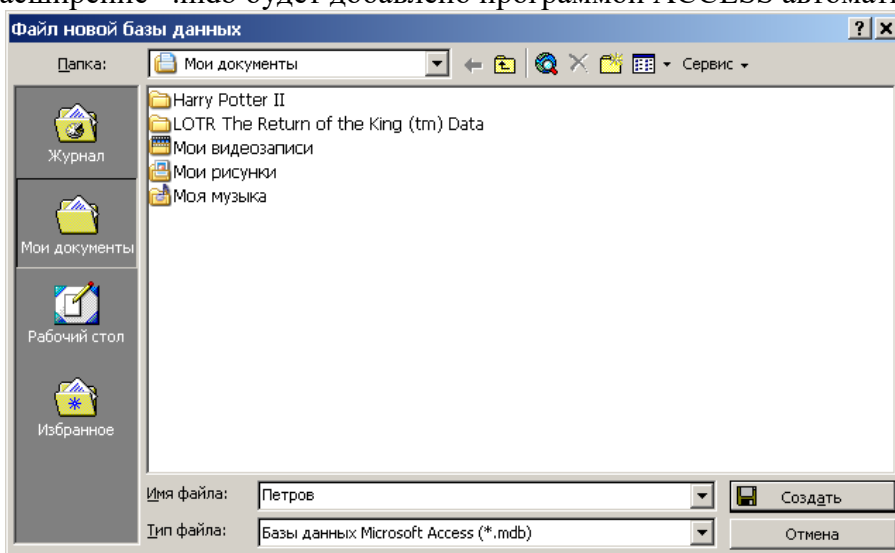 асширение .mdb будет добавлено программой ACCESS автомати
Файл новой базы данных
Папка: Мои документы Сервис
Harry Potter II
LOTR The Return of the King (tm) Data
Мои видеозаписи
Мои рисунки
Моя музыка
Журнал
Мои документы
Рабочий стол
Избранное
Имя файла: Петров Создать
Тип файла: Базы данных Microsoft Access (*.mdb) Отмена